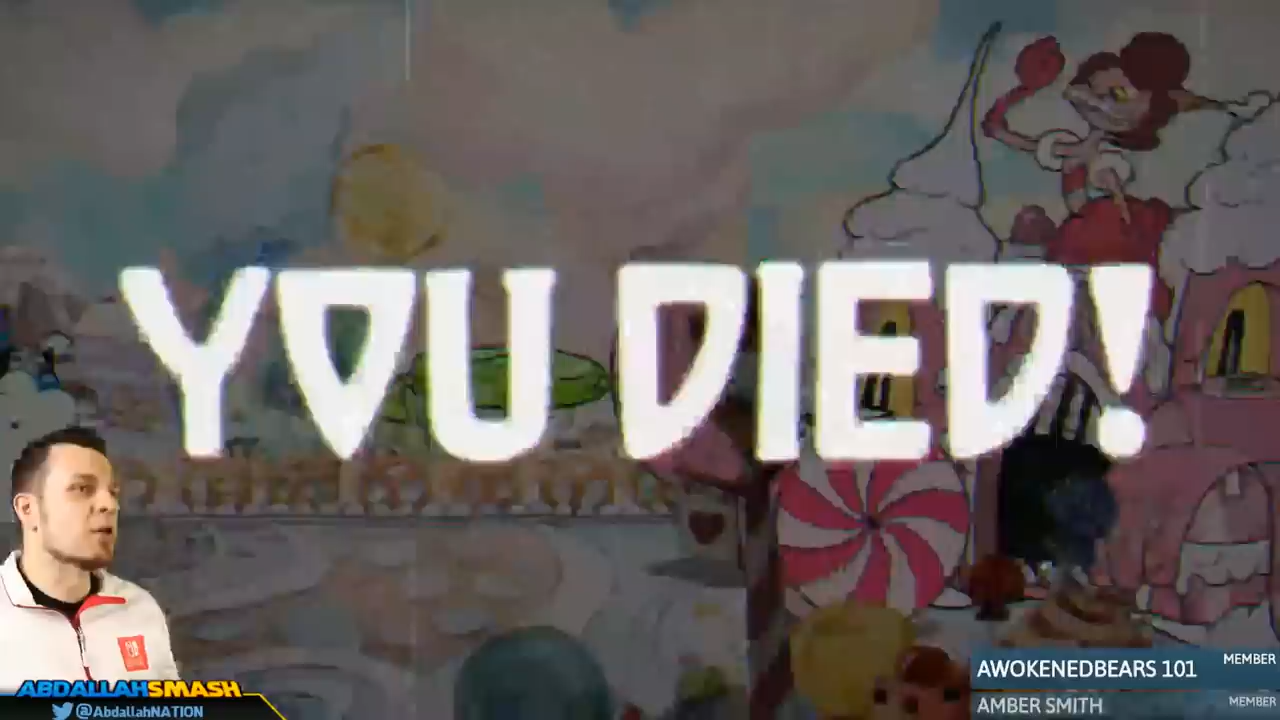 YOU DIED!
AWOKENEDBEARS 101
MEMBER
AMBER SMITH
MEMBER
ABDALLAHSMASH
@AbdallahNATION